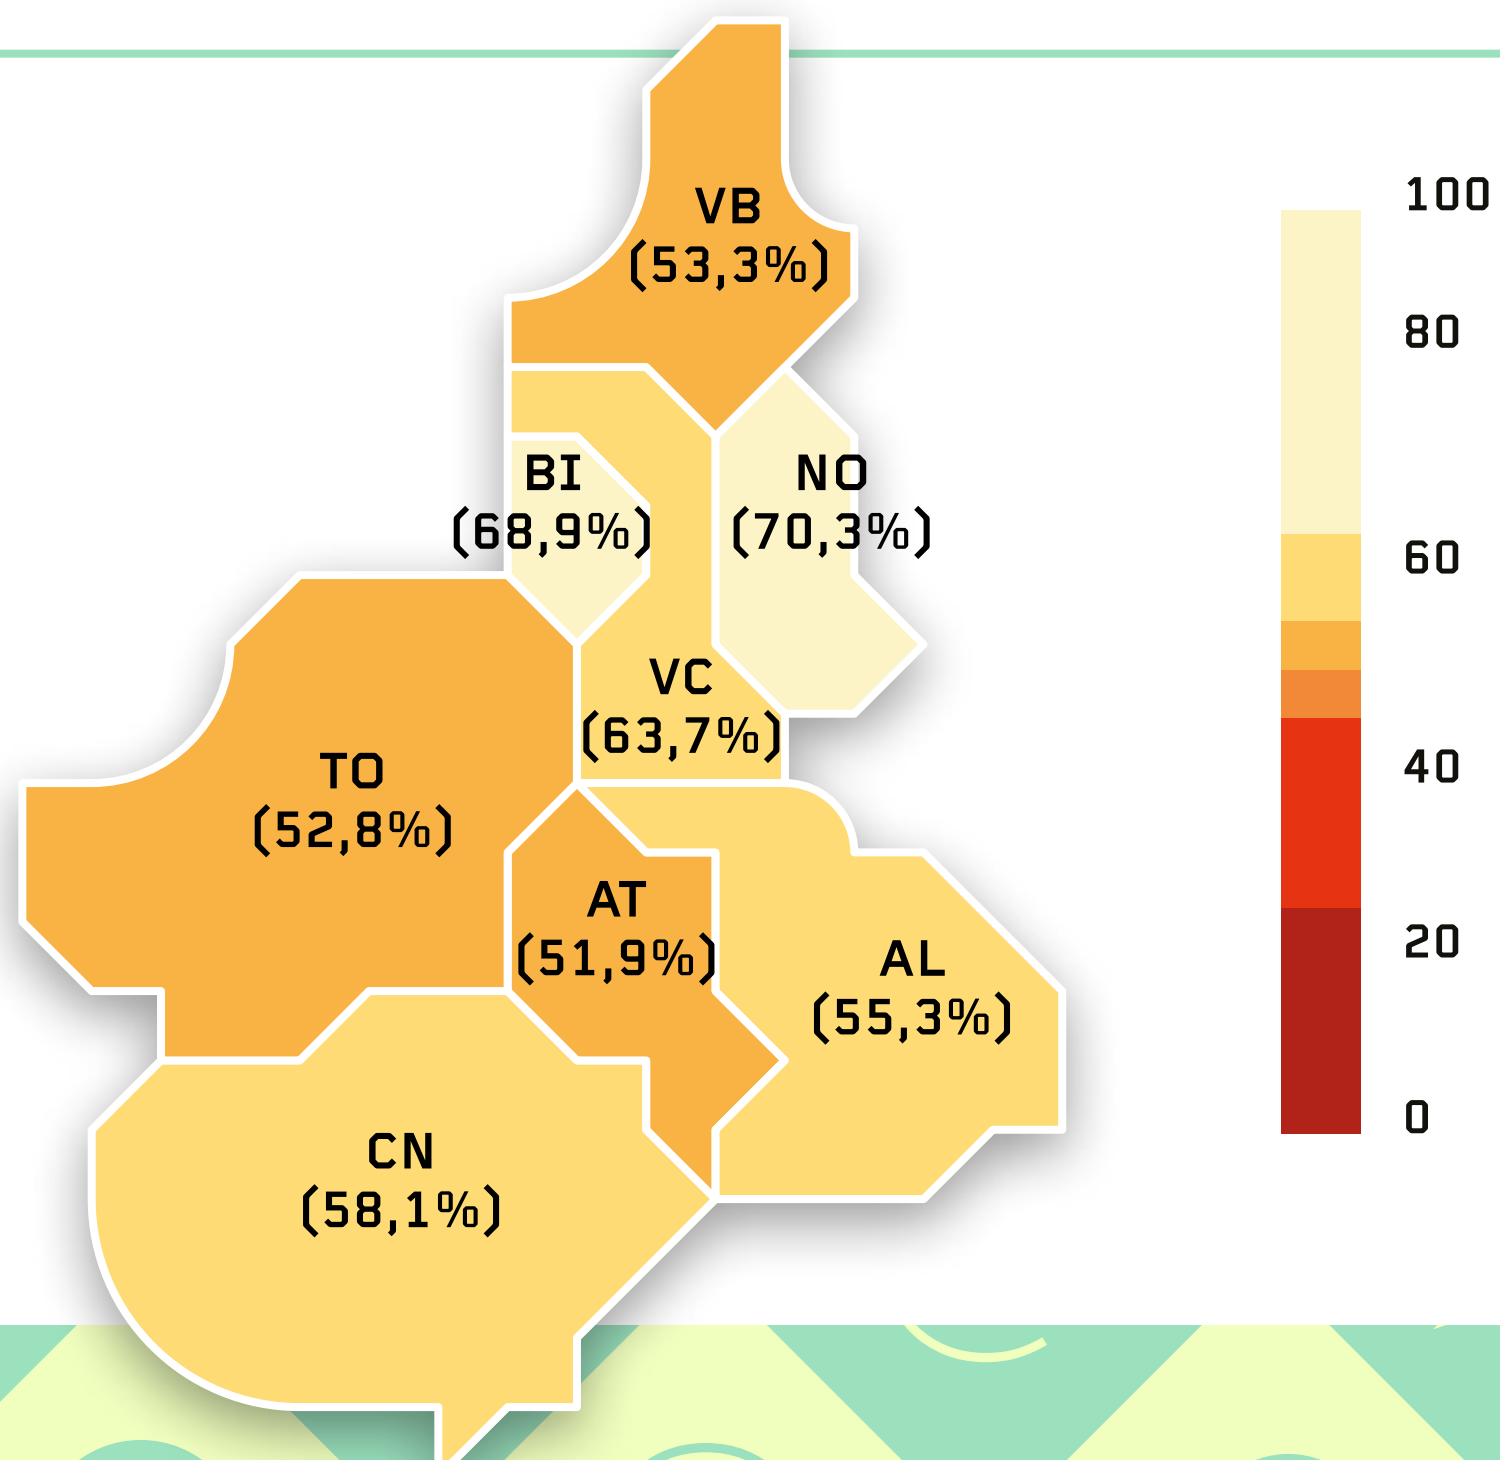 VB
(53,3%)
BI
(68,9%)
NO
(70,3%)
VC
(63,7%)
TO
(52,8%)
AT
(51,9%)
AL
(55,3%)
CN
(58,1%)
100
80
60
40
20
0